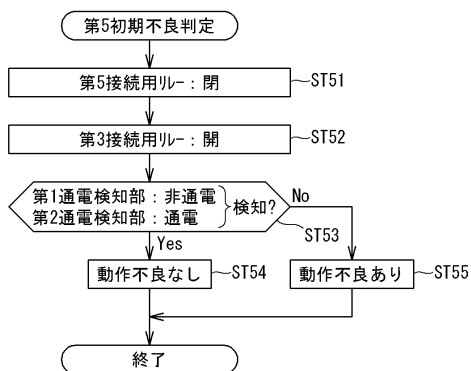 第5初期不良判定
第5接続用リレー：閉
ST51
第3接続用リレー：開
ST52
第1通電検知部：非通電
第2通電検知部：通電
検知?
No
ST53
Yes
動作不良なし
ST54
動作不良あり
ST55
終了